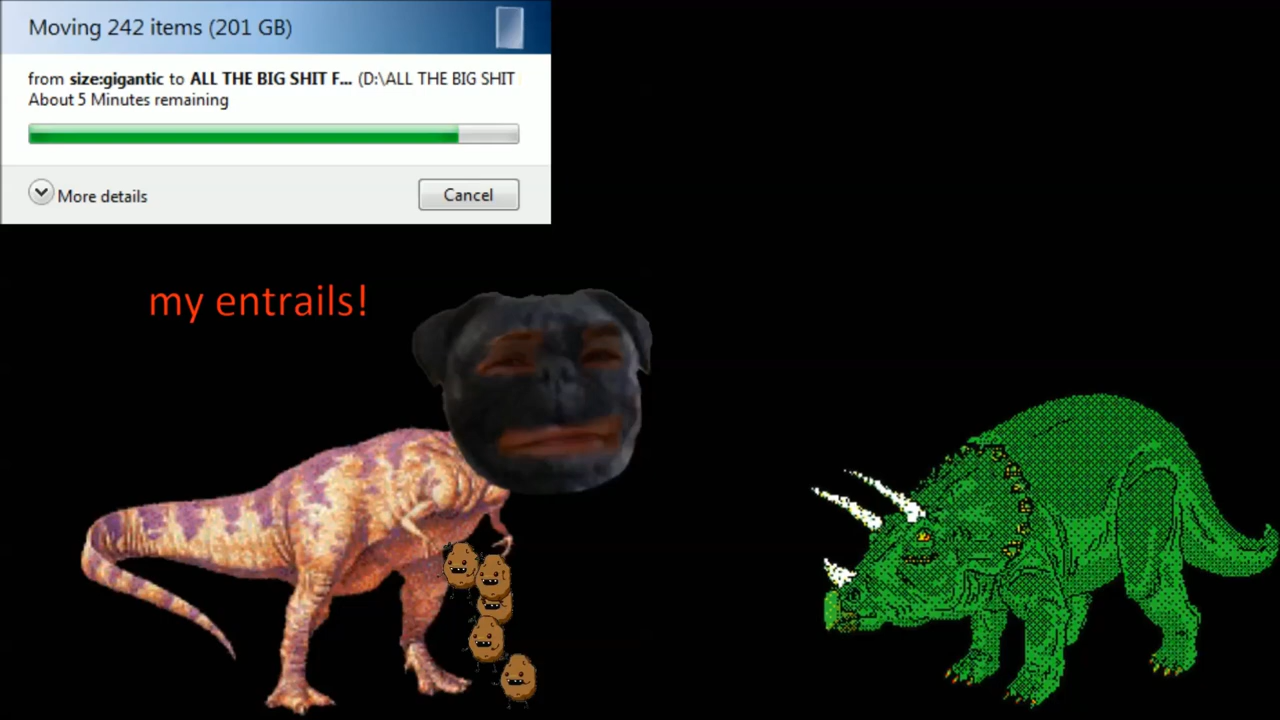 Moving 242 items (201 GB)
from size:gigantic to ALL THE BIG SHIT F... (D:\ALL THE BIG SHIT
About 5 Minutes remaining
More details
Cancel
my entrails!